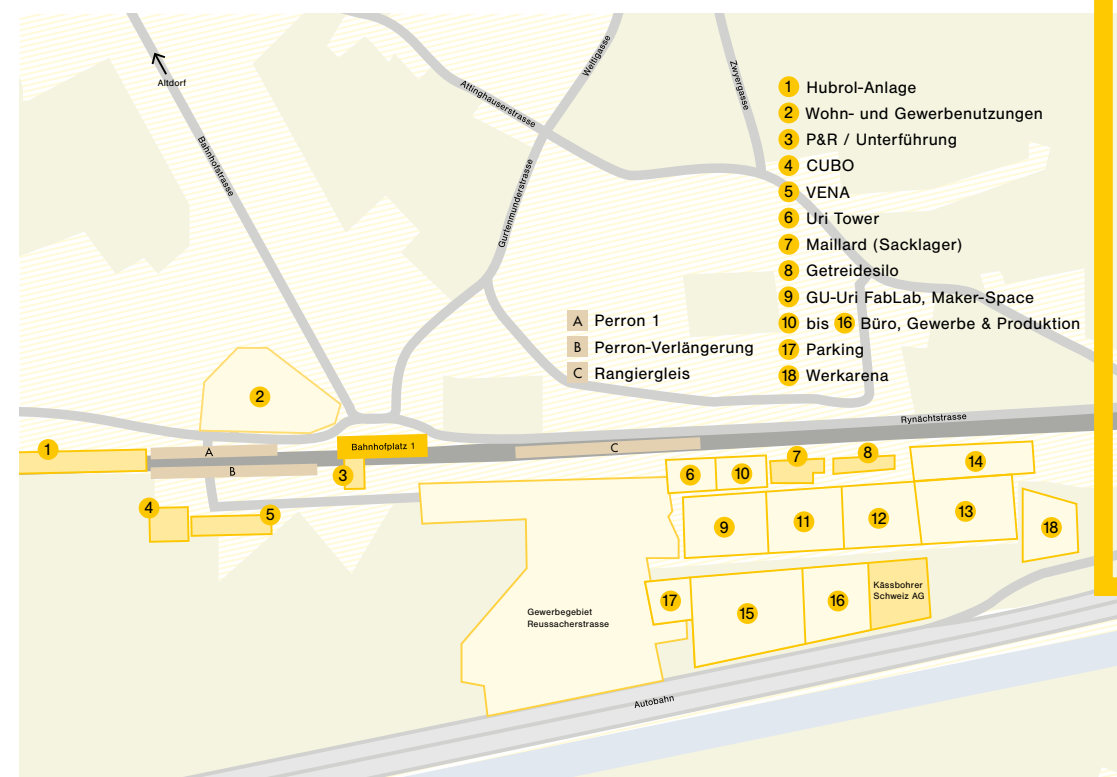 Altdorf
Bahnhofstrasse
Attinghauserstrasse
Weltigasse
Zwyergasse
Gurtenmunderstrasse
1 Hubrol-Anlage
2 Wohn- und Gewerbenutzungen
3 P&R / Unterführung
4 CUBO
5 VENA
6 Uri Tower
7 Maillard (Sacklager)
8 Getreidesilo
9 GU-Uri FabLab, Maker-Space
10 bis 16 Büro, Gewerbe & Produktion
17 Parking
18 Werkarena
A Perron 1
B Perron-Verlängerung
C Rangiergleis
2
Rynächtstrasse
1
A
Bahnhofplatz 1
C
B
3
6
10
7
8
14
4
5
9
11
12
13
18
Gewerbegebiet
Reussacherstrasse
17
15
16
Kässbohrer
Schweiz AG
Autobahn